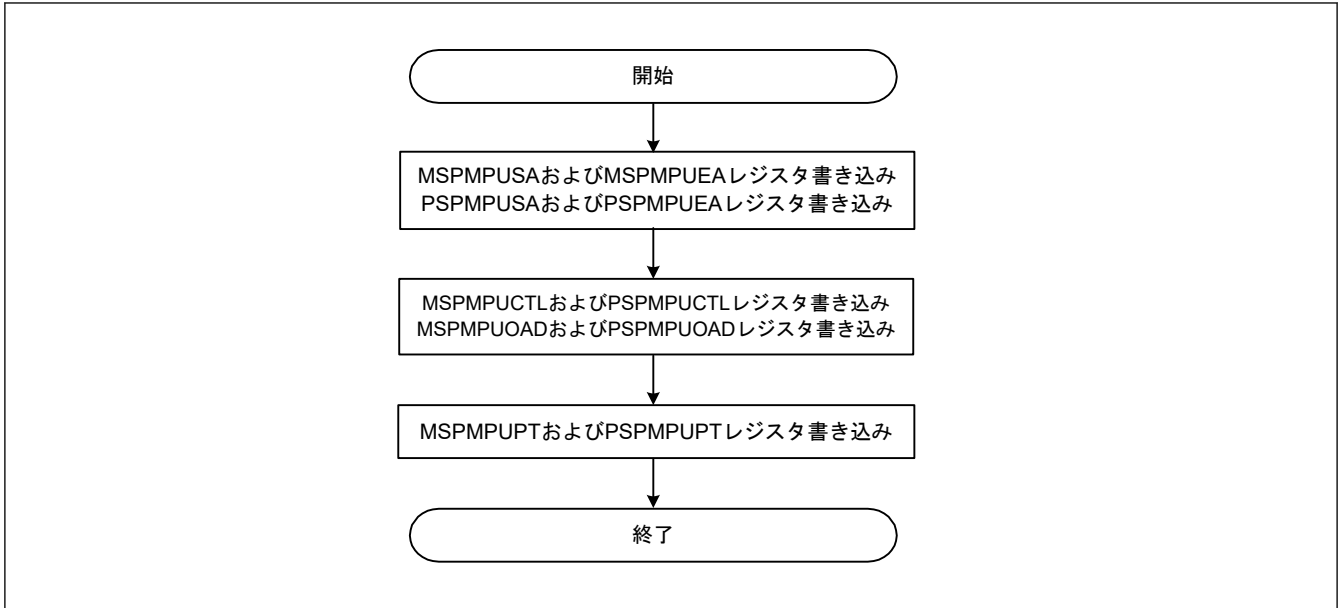 開始
MSPMPUSAおよびMSPMPUEAレジスタ書き込み
PSPMPUSAおよびPSPMPUEAレジスタ書き込み
MSPMPUCTLおよびPSPMPUCTLレジスタ書き込み
MSPMPUOADおよびPSPMPUOADレジスタ書き込み
MSPMPUPTおよびPSPMPUPTレジスタ書き込み
終了